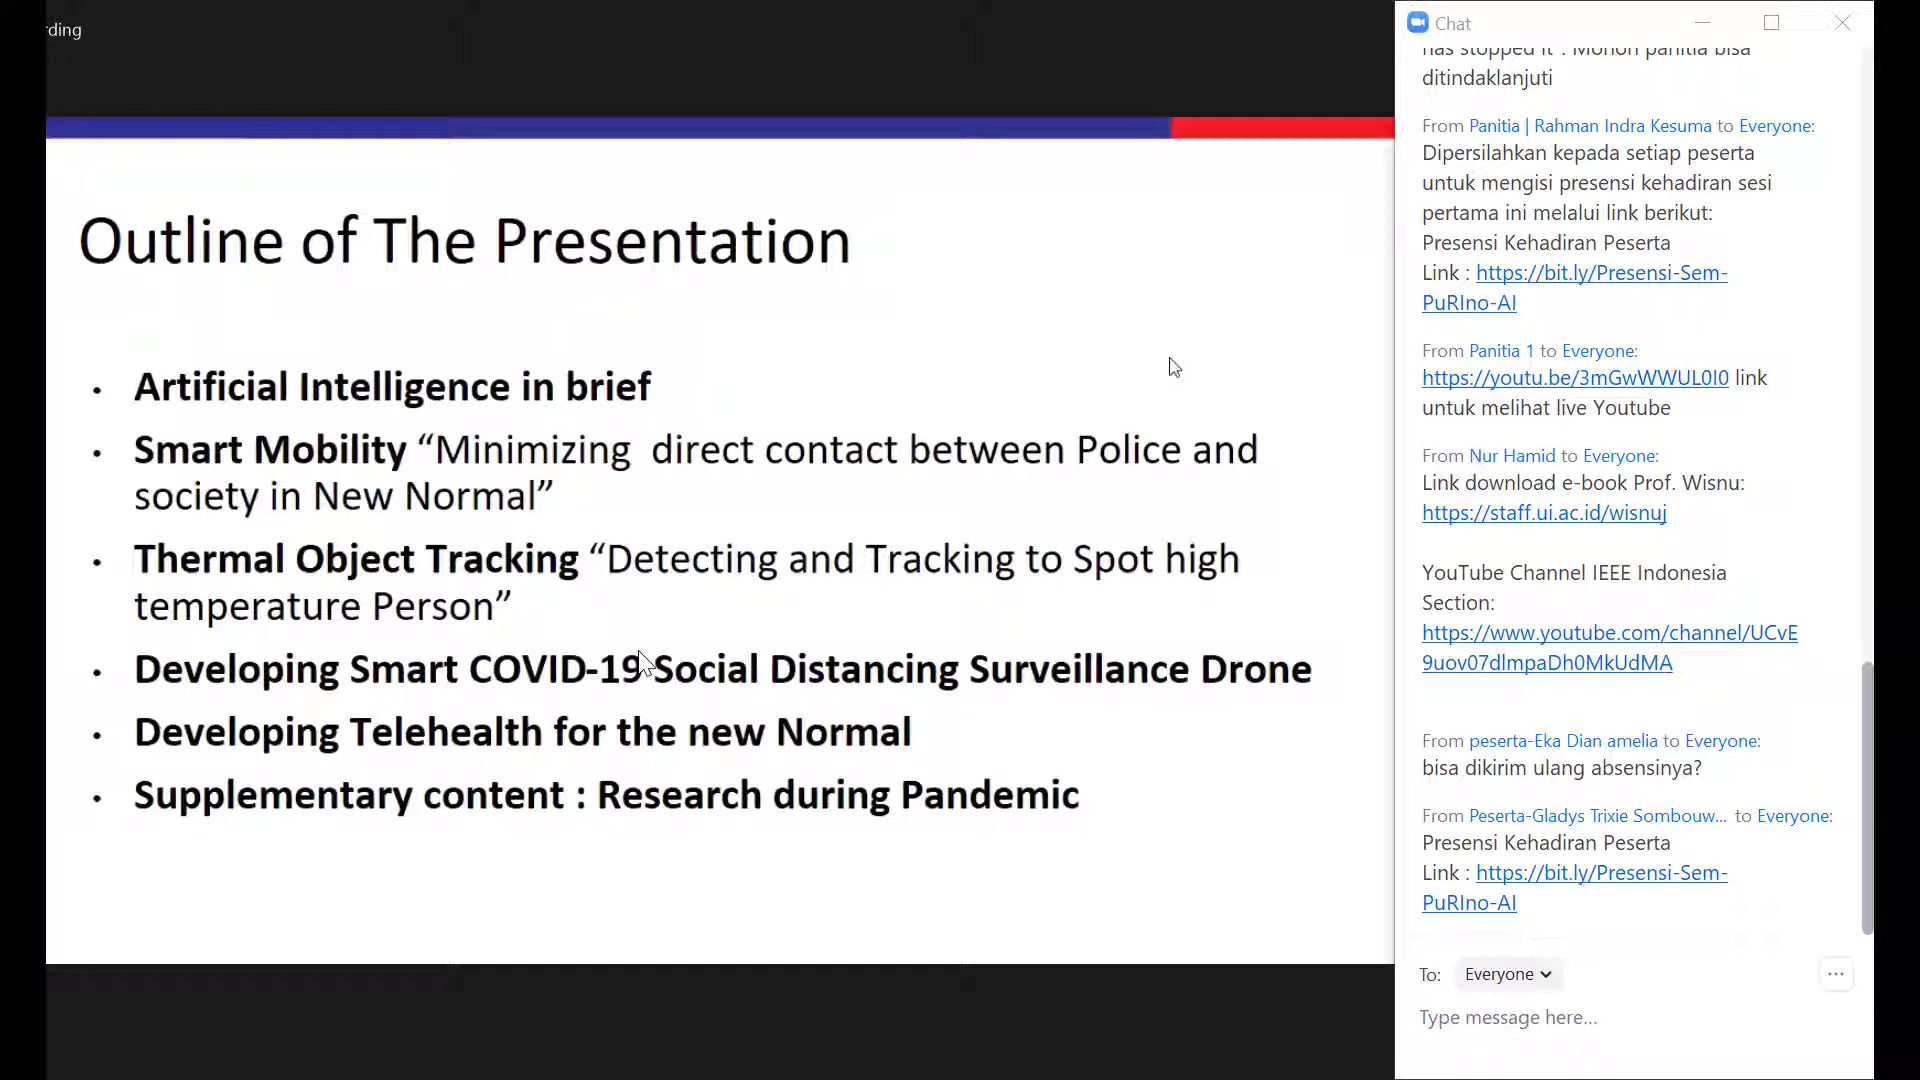 rding
Outline of The Presentation
• Artificial Intelligence in brief
• Smart Mobility “Minimizing direct contact between Police and
society in New Normal”
• Thermal Object Tracking “Detecting and Tracking to Spot high
temperature Person”
• Developing Smart COVID-19 Social Distancing Surveillance Drone
• Developing Telehealth for the new Normal
• Supplementary content : Research during Pandemic
Chat
has stopped it". Mohon panitia bisa
ditindaklanjuti
From Panitia | Rahman Indra Kesuma to Everyone:
Dipersilahkan kepada setiap peserta
untuk mengisi presensi kehadiran sesi
pertama ini melalui link berikut:
Presensi Kehadiran Peserta
Link : https://bit.ly/Presensi-Sem-
PuRIno-AI
From Panitia 1 to Everyone:
https://youtu.be/3mGwWWUL0I0 link
untuk melihat live Youtube
From Nur Hamid to Everyone:
Link download e-book Prof. Wisnu:
https://staff.ui.ac.id/wisnuj
YouTube Channel IEEE Indonesia
Section:
https://www.youtube.com/channel/UCvE
9uov07dlmpaDh0MkUdMA
From peserta-Eka Dian amelia to Everyone:
bisa dikirim ulang absensinya?
From Peserta-Gladys Trixie Sombouw... to Everyone:
Presensi Kehadiran Peserta
Link : https://bit.ly/Presensi-Sem-
PuRIno-AI
To: Everyone
Type message here...